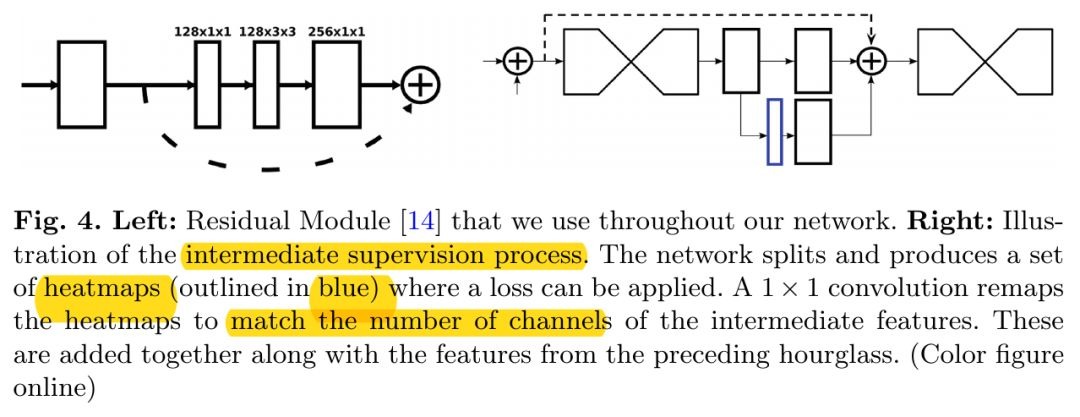 128x1x1 128x3x3 256x1x1
Fig. 4. Left: Residual Module [14] that we use throughout our network. Right: Illus-
tration of the intermediate supervision process. The network splits and produces a set
of heatmaps (outlined in blue) where a loss can be applied. A 1 × 1 convolution remaps
the heatmaps to match the number of channels of the intermediate features. These
are added together along with the features from the preceding hourglass. (Color figure
online)